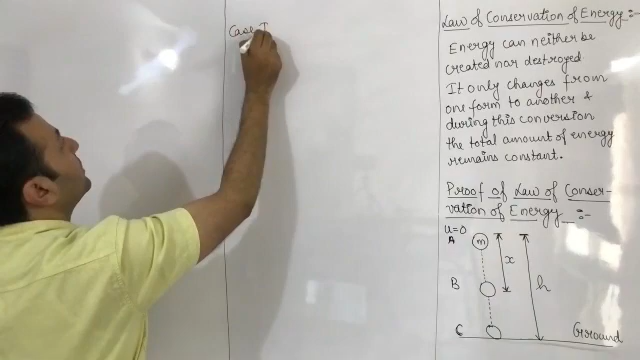 Case I
Law of Conservation of Energy :-
Energy can neither be
created nor destroyed
It only changes from
one form to another &
during this conversion
the total amount of energy
remains constant.
Proof of Law of Conser-
vation of Energy :-
u=0
A m
x
B h
C Ground